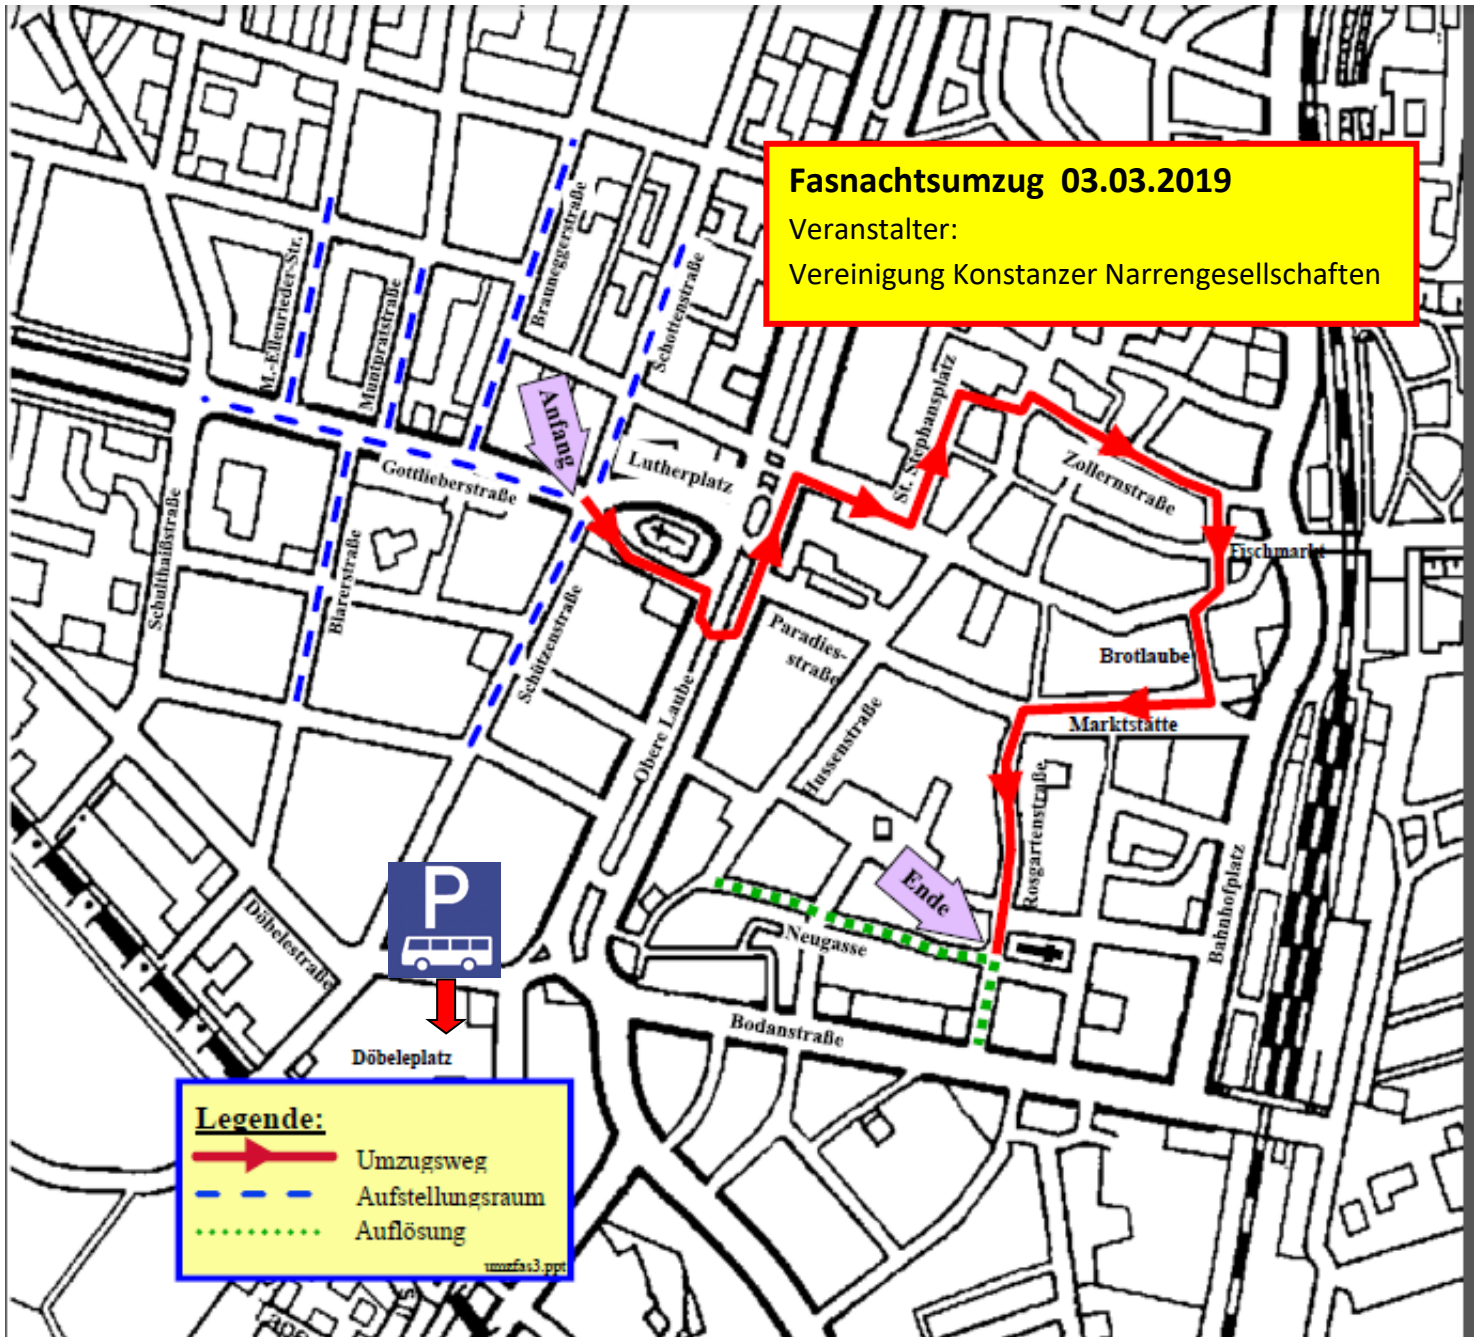 Fasnachtsumzug 03.03.2019
Veranstalter:
Vereinigung Konstanzer Narrengesellschaften
M.-Ellenrieder-Str.
Muntpratstraße
Brauneggerstraße
Schottenstraße
Anfang
Gottlieberstraße
Lutherplatz
St. Stephansplatz
Zollernstraße
Fischmarkt
Schulthaißstraße
Blarerstraße
Schützenstraße
Paradies-
straße
Brotlaube
Marktstätte
Obere Laube
Hussenstraße
Rosgartenstraße
Bahnhofplatz
Ende
P
Döbelestraße
Neugasse
Bodanstraße
Döbeleplatz
Legende:
Umzugsweg
Aufstellungsraum
Auflösung
umzfas3.ppt